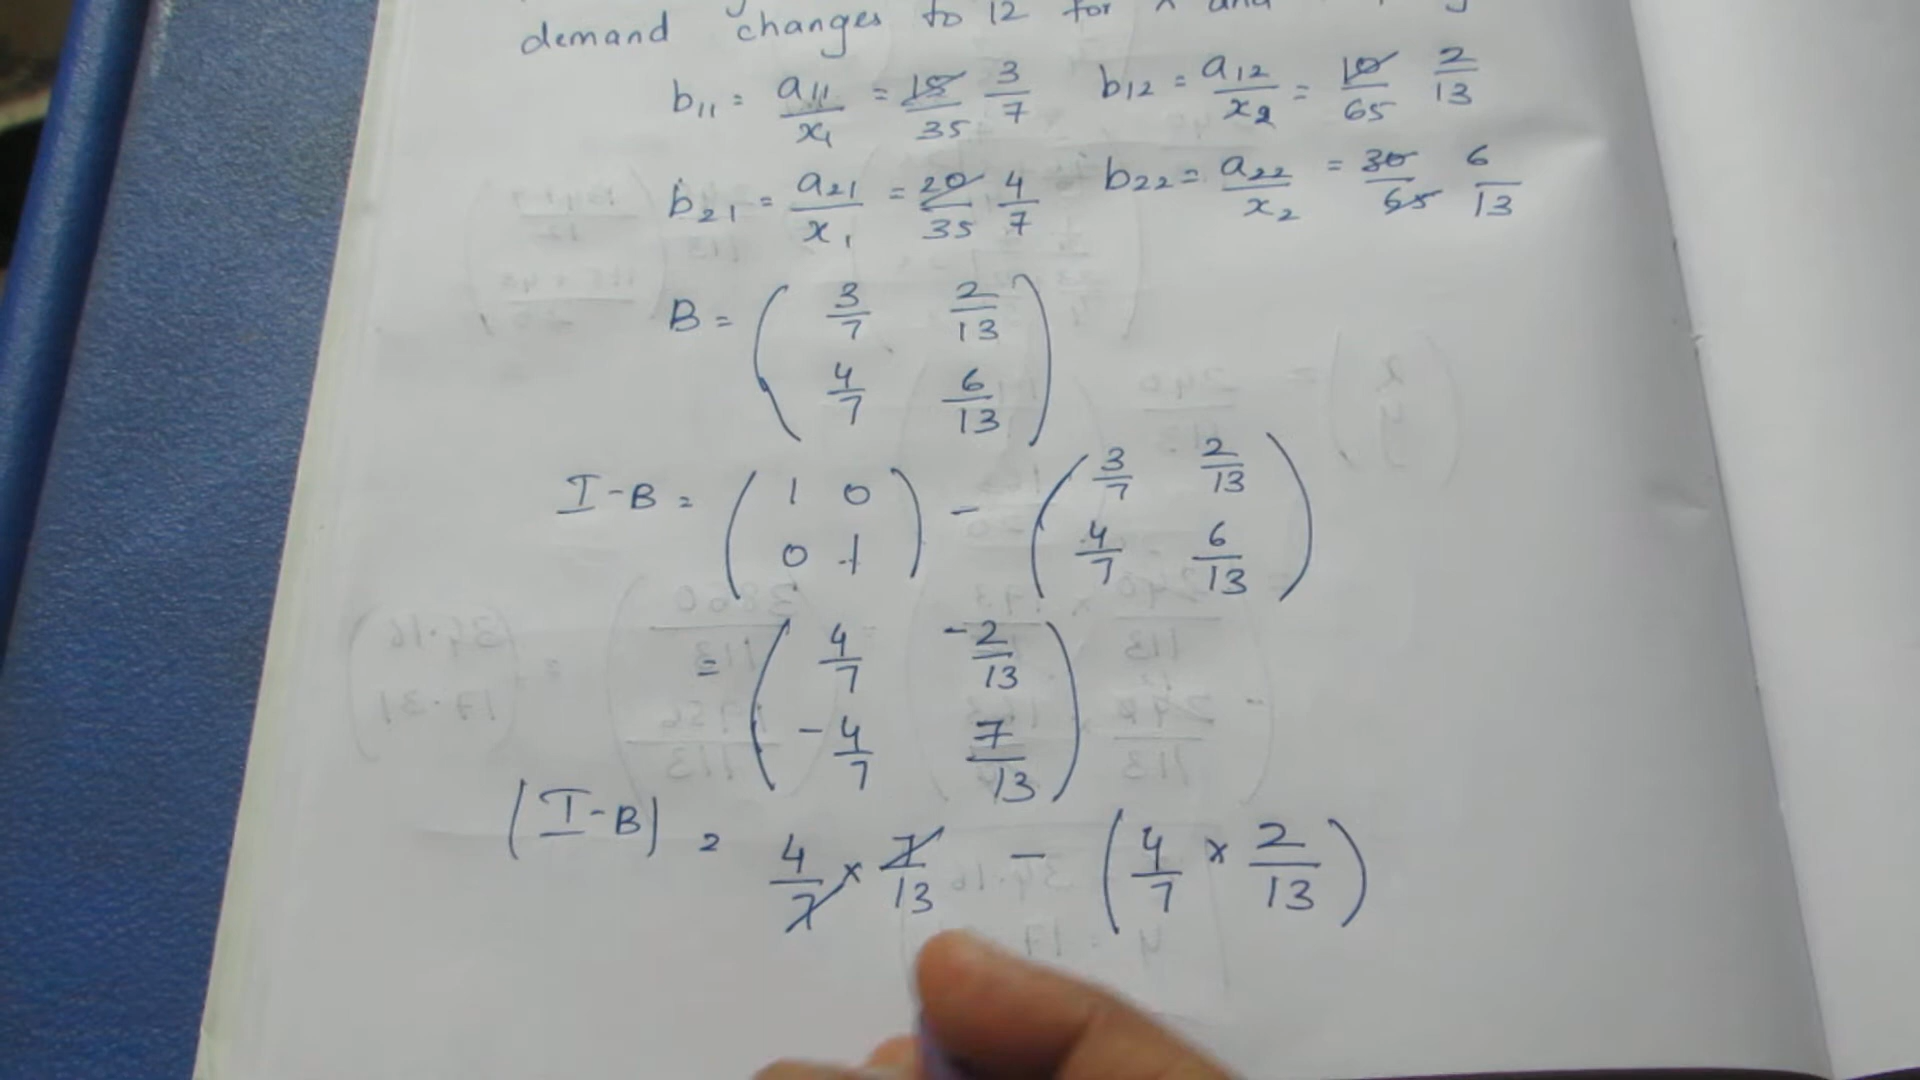 demand changes to 12 for x and
b11 = a11/x1 = 15/35 3/7 b12 = a12/x2 = 10/65 2/13
b21 = a21/x1 = 20/35 4/7 b22 = a22/x2 = 30/65 6/13
B = ( 3/7 2/13
4/7 6/13 )
I-B = ( 1 0
0 1 ) - ( 3/7 2/13
4/7 6/13 )
= ( 4/7 -2/13
-4/7 7/13 )
|I-B| = 4/7 × 7/13 - ( 4/7 × 2/13 )